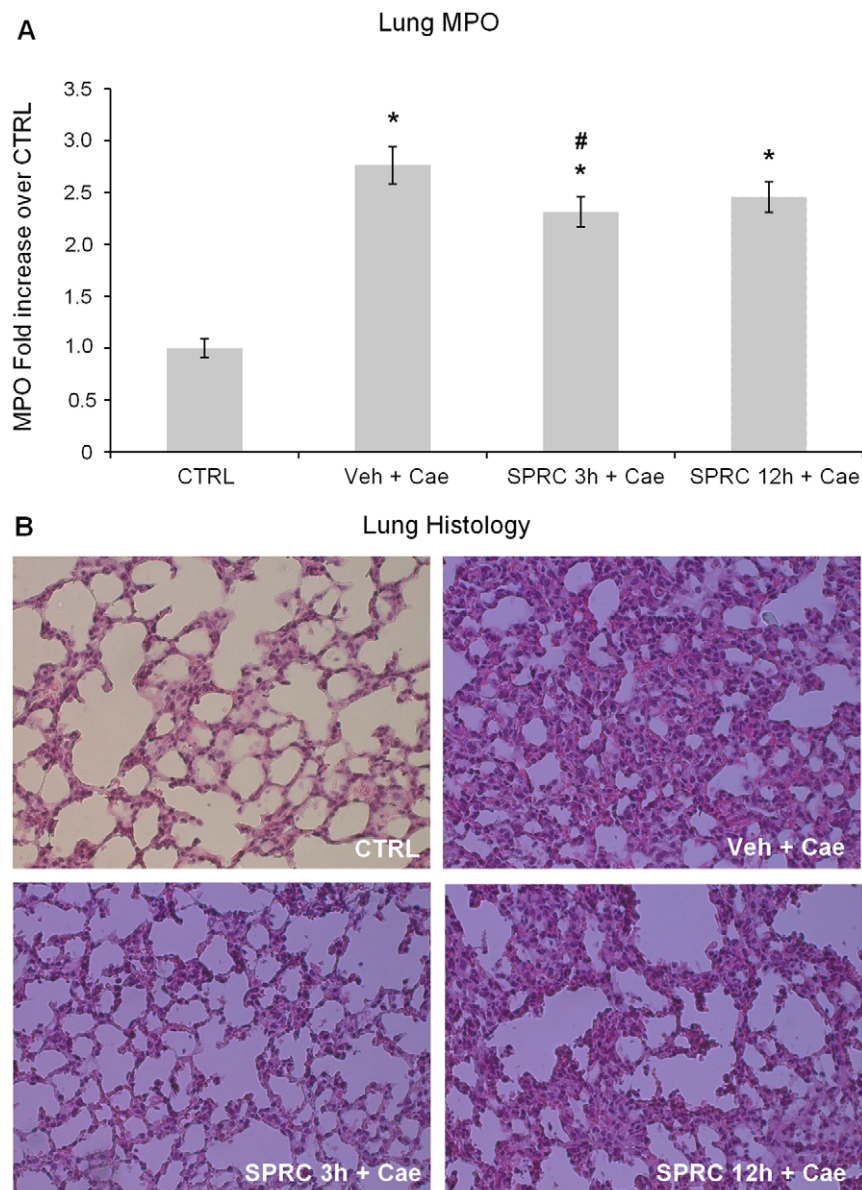 A
Lung MPO
MPO Fold increase over CTRL
3.5
3.0
2.5
2.0
1.5
1.0
0.5
0
*
#
*
*
CTRL
Veh + Cae
SPRC 3h + Cae
SPRC 12h + Cae
B
Lung Histology
CTRL
Veh + Cae
SPRC 3h + Cae
SPRC 12h + Cae